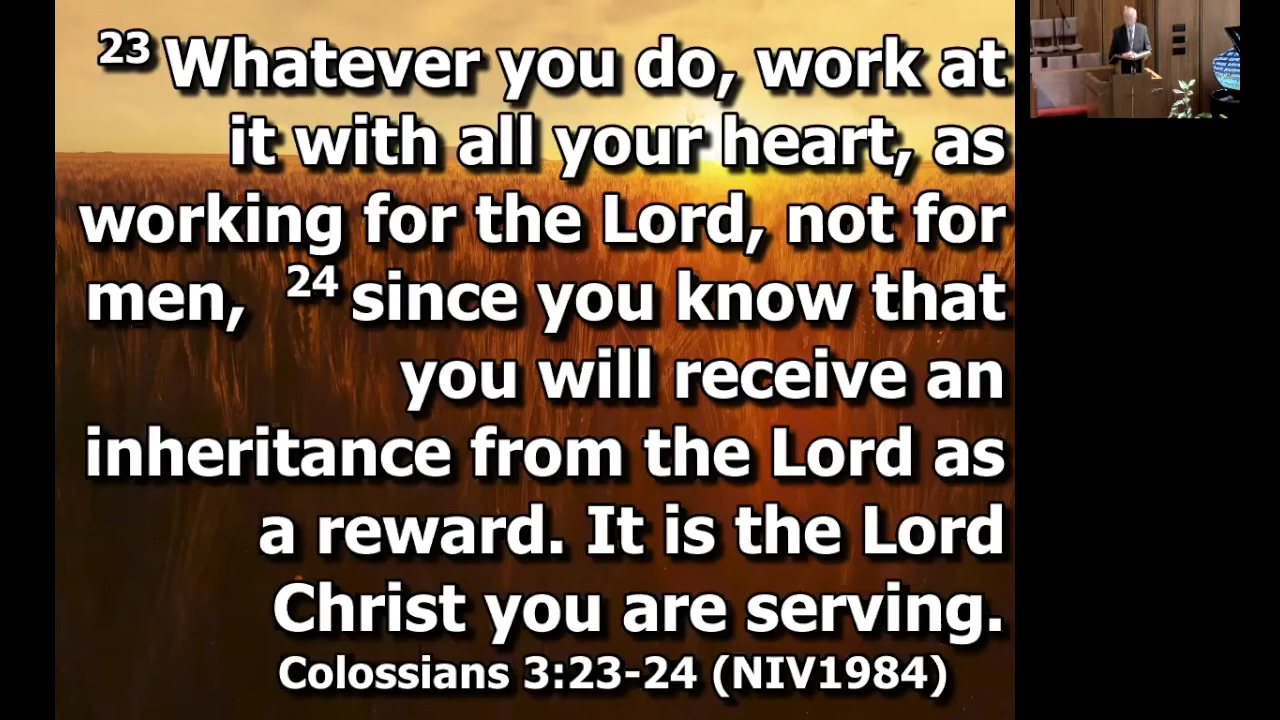 23 Whatever you do, work at
it with all your heart, as
working for the Lord, not for
men, 24 since you know that
you will receive an
inheritance from the Lord as
a reward. It is the Lord
Christ you are serving.
Colossians 3:23-24 (NIV1984)